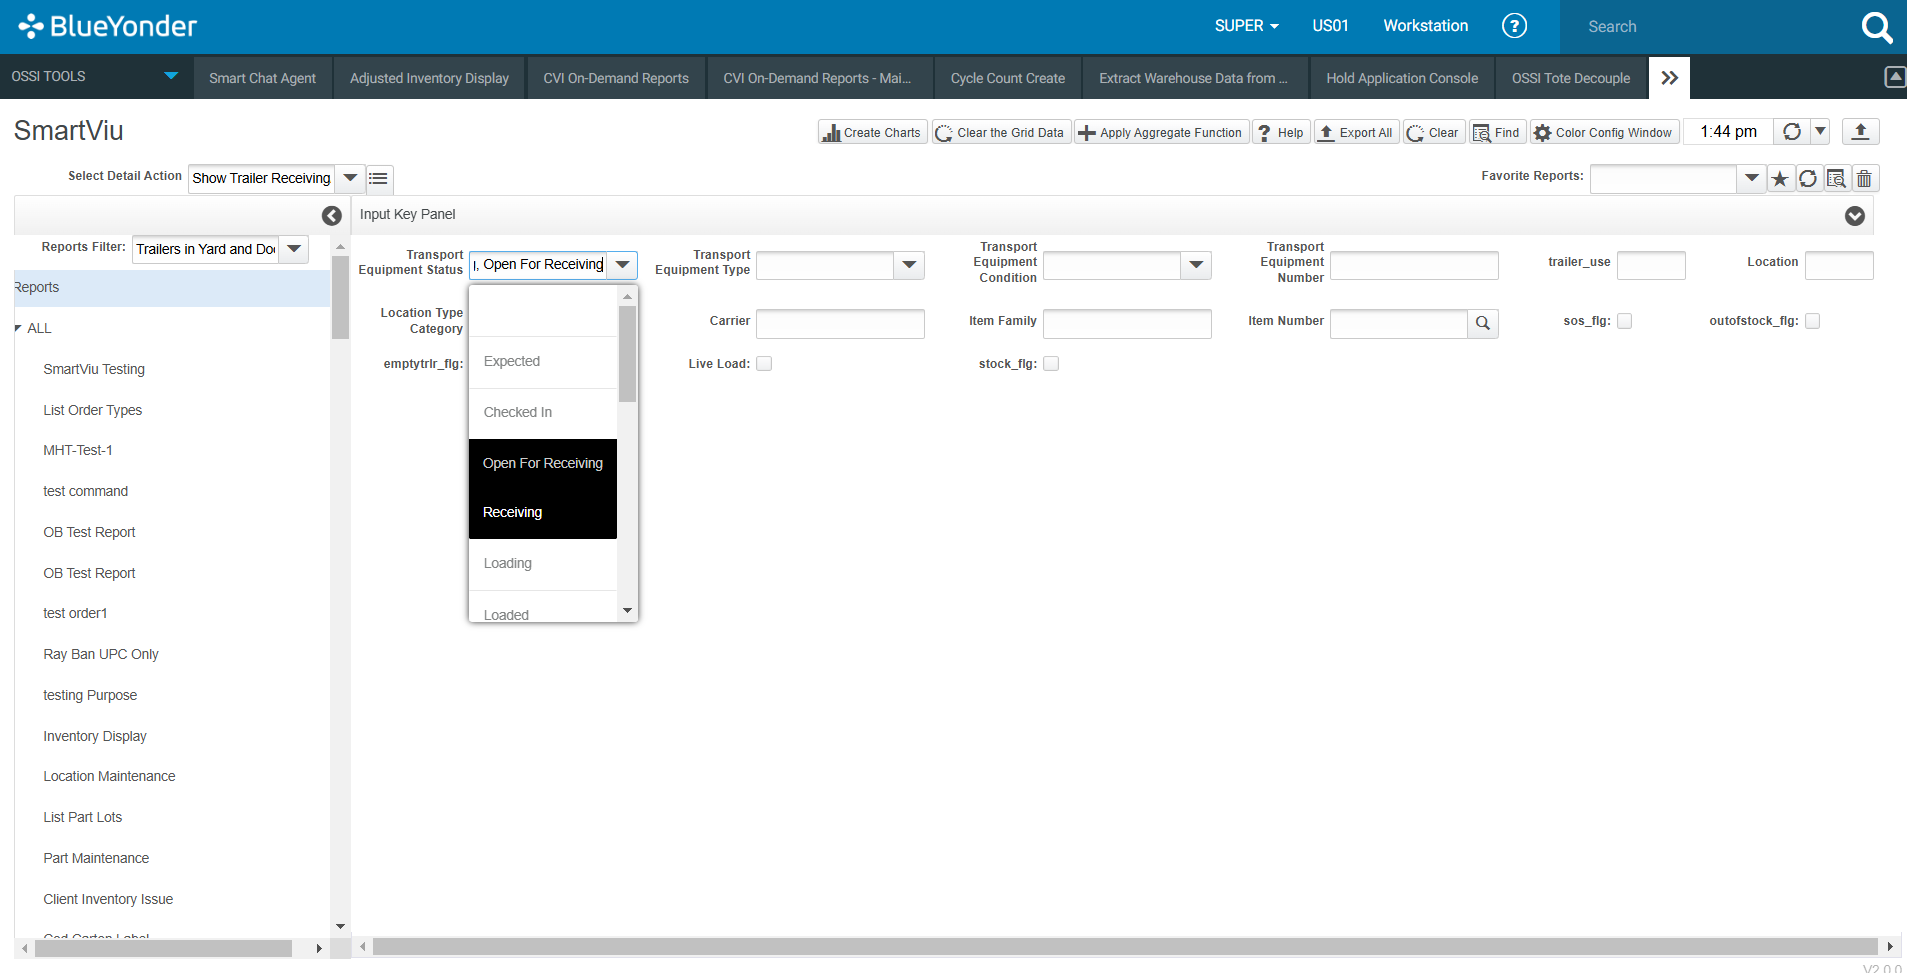 BlueYonder
SUPER
US01
Workstation
?
Search
OSSI TOOLS
Smart Chat Agent
Adjusted Inventory Display
CVI On-Demand Reports
CVI On-Demand Reports - Mai...
Cycle Count Create
Extract Warehouse Data from ...
Hold Application Console
OSSI Tote Decouple
SmartViu
Create Charts
Clear the Grid Data
Apply Aggregate Function
? Help
Export All
Clear
Find
Color Config Window
1:44 pm
Select Detail Action
Show Trailer Receiving
Favorite Reports:
Input Key Panel
Reports Filter:
Trailers in Yard and Do
Reports
ALL
SmartViu Testing
List Order Types
MHT-Test-1
test command
OB Test Report
OB Test Report
test order1
Ray Ban UPC Only
testing Purpose
Inventory Display
Location Maintenance
List Part Lots
Part Maintenance
Client Inventory Issue
Transport
Equipment Status
, Open For Receiving
Transport
Equipment Type
Transport
Equipment
Condition
Transport
Equipment
Number
trailer_use
Location
Location Type
Category
Carrier
Item Family
Item Number
sos_flg:
outofstock_flg:
emptytrlr_flg:
Live Load:
stock_flg:
Expected
Checked In
Open For Receiving
Receiving
Loading
Loaded
V2.0.0